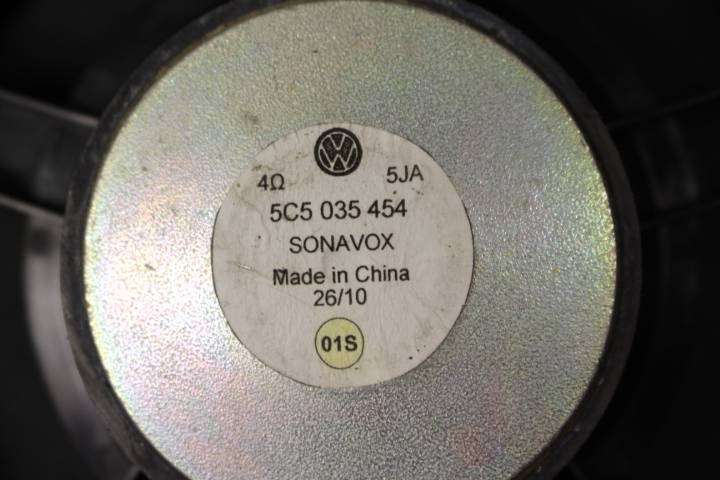 VW
4Ω 5JA
5C5 035 454
SONAVOX
Made in China
26/10
01S